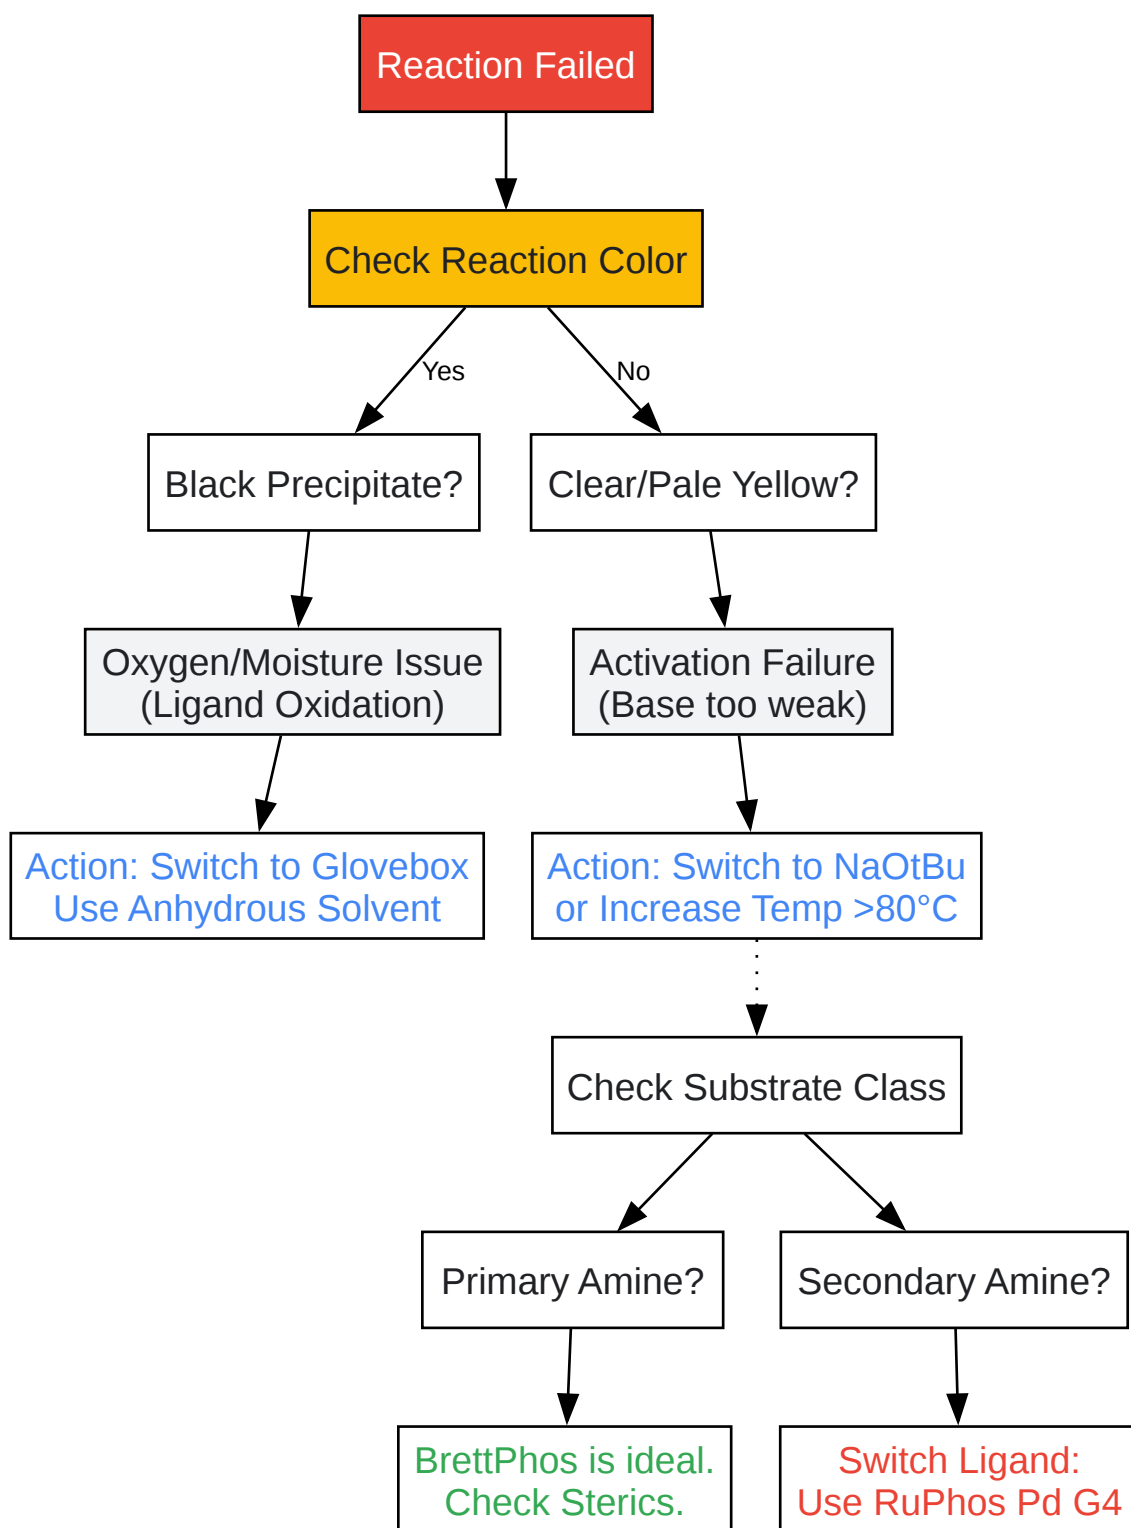 Reaction Failed
Check Reaction Color
Yes
No
Black Precipitate?
Clear/Pale Yellow?
Oxygen/Moisture Issue
(Ligand Oxidation)
Activation Failure
(Base too weak)
Action: Switch to Glovebox
Use Anhydrous Solvent
Action: Switch to NaOtBu
or Increase Temp >80°C
Check Substrate Class
Primary Amine?
Secondary Amine?
BrettPhos is ideal.
Check Sterics.
Switch Ligand:
Use RuPhos Pd G4